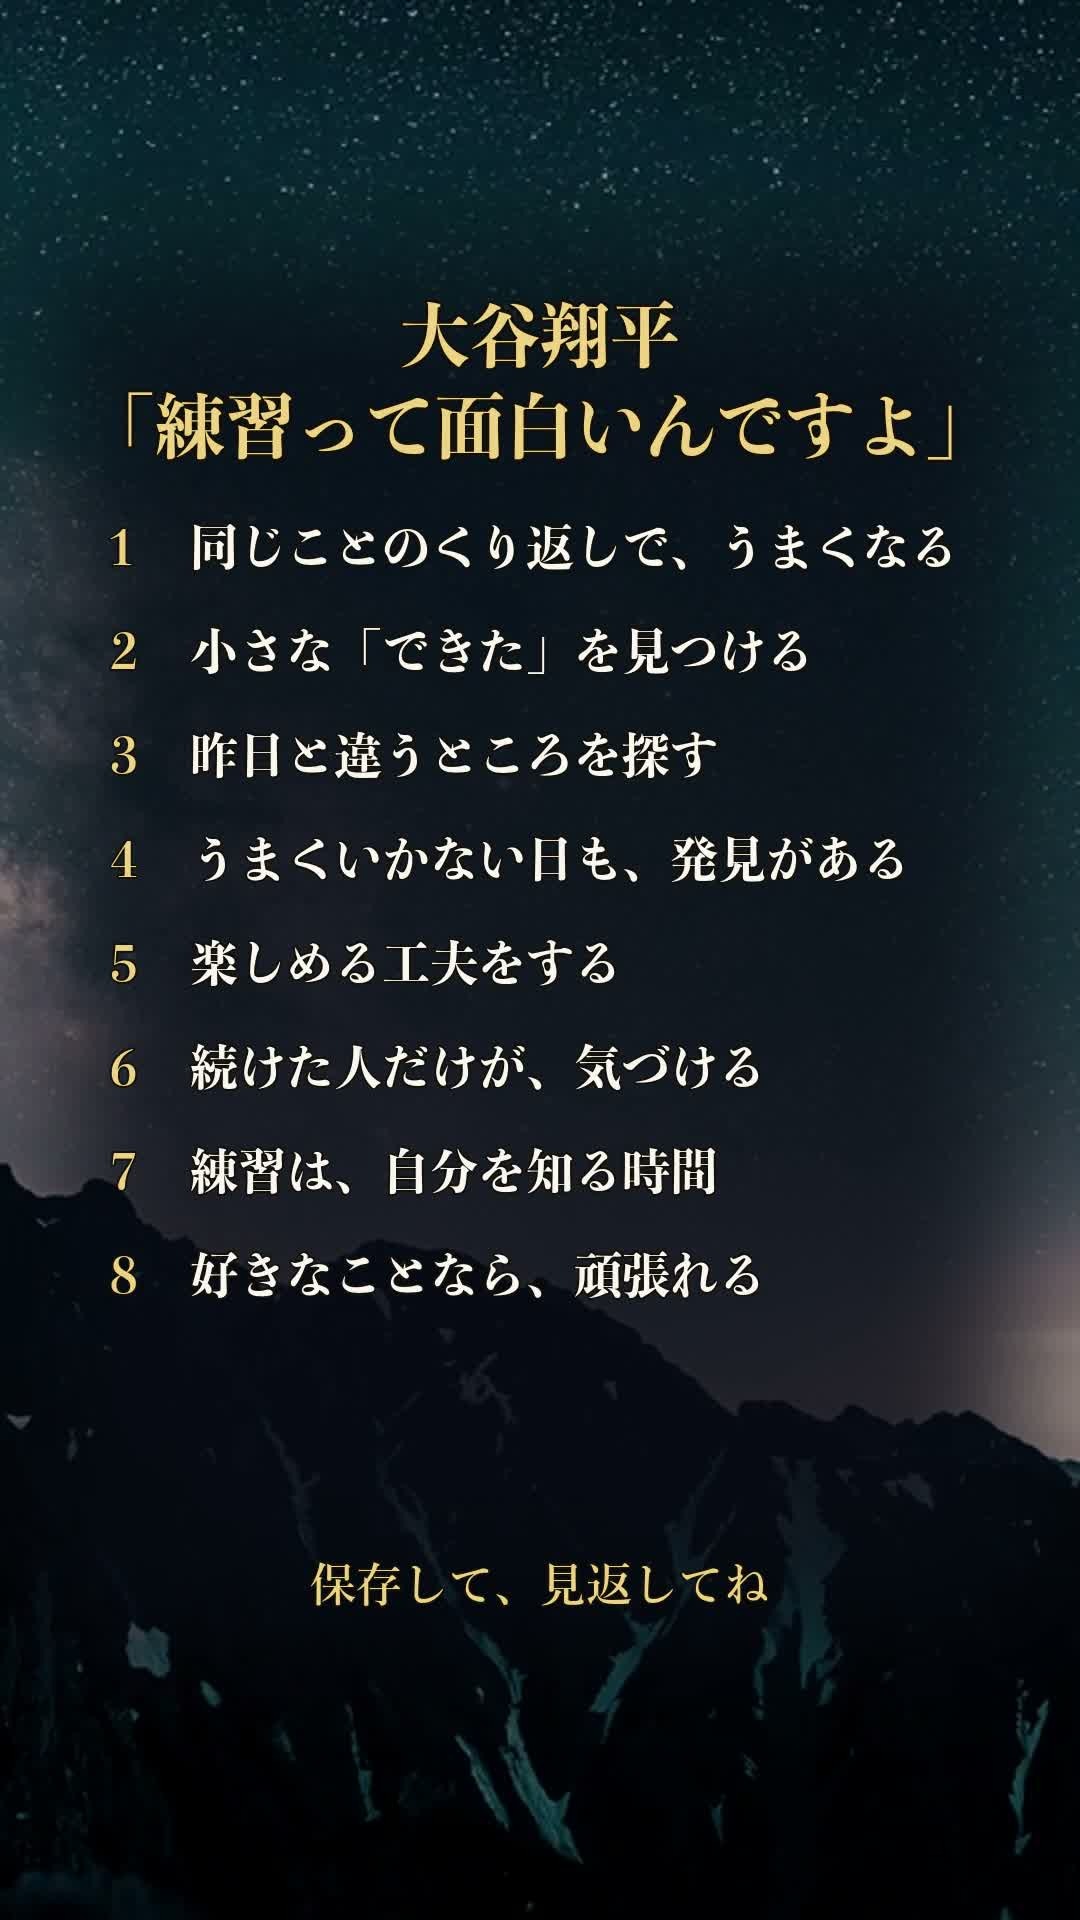 大谷翔平
「練習って面白いんですよ」
1 同じことのくり返しで、うまくなる
2 小さな「できた」を見つける
3 昨日と違うところを探す
4 うまくいかない日も、発見がある
5 楽しめる工夫をする
6 続けた人だけが、気づける
7 練習は、自分を知る時間
8 好きなことなら、頑張れる
保存して、見返してね